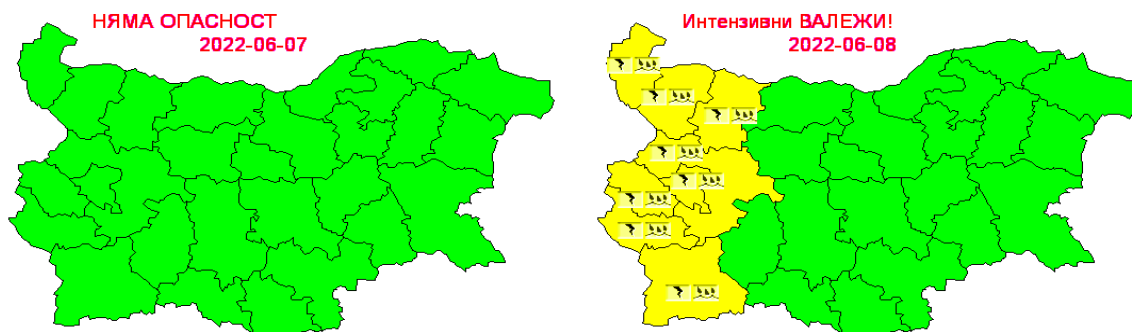 НЯМА ОПАСНОСТ
2022-06-07
Интензивни ВАЛЕЖИ!
2022-06-08